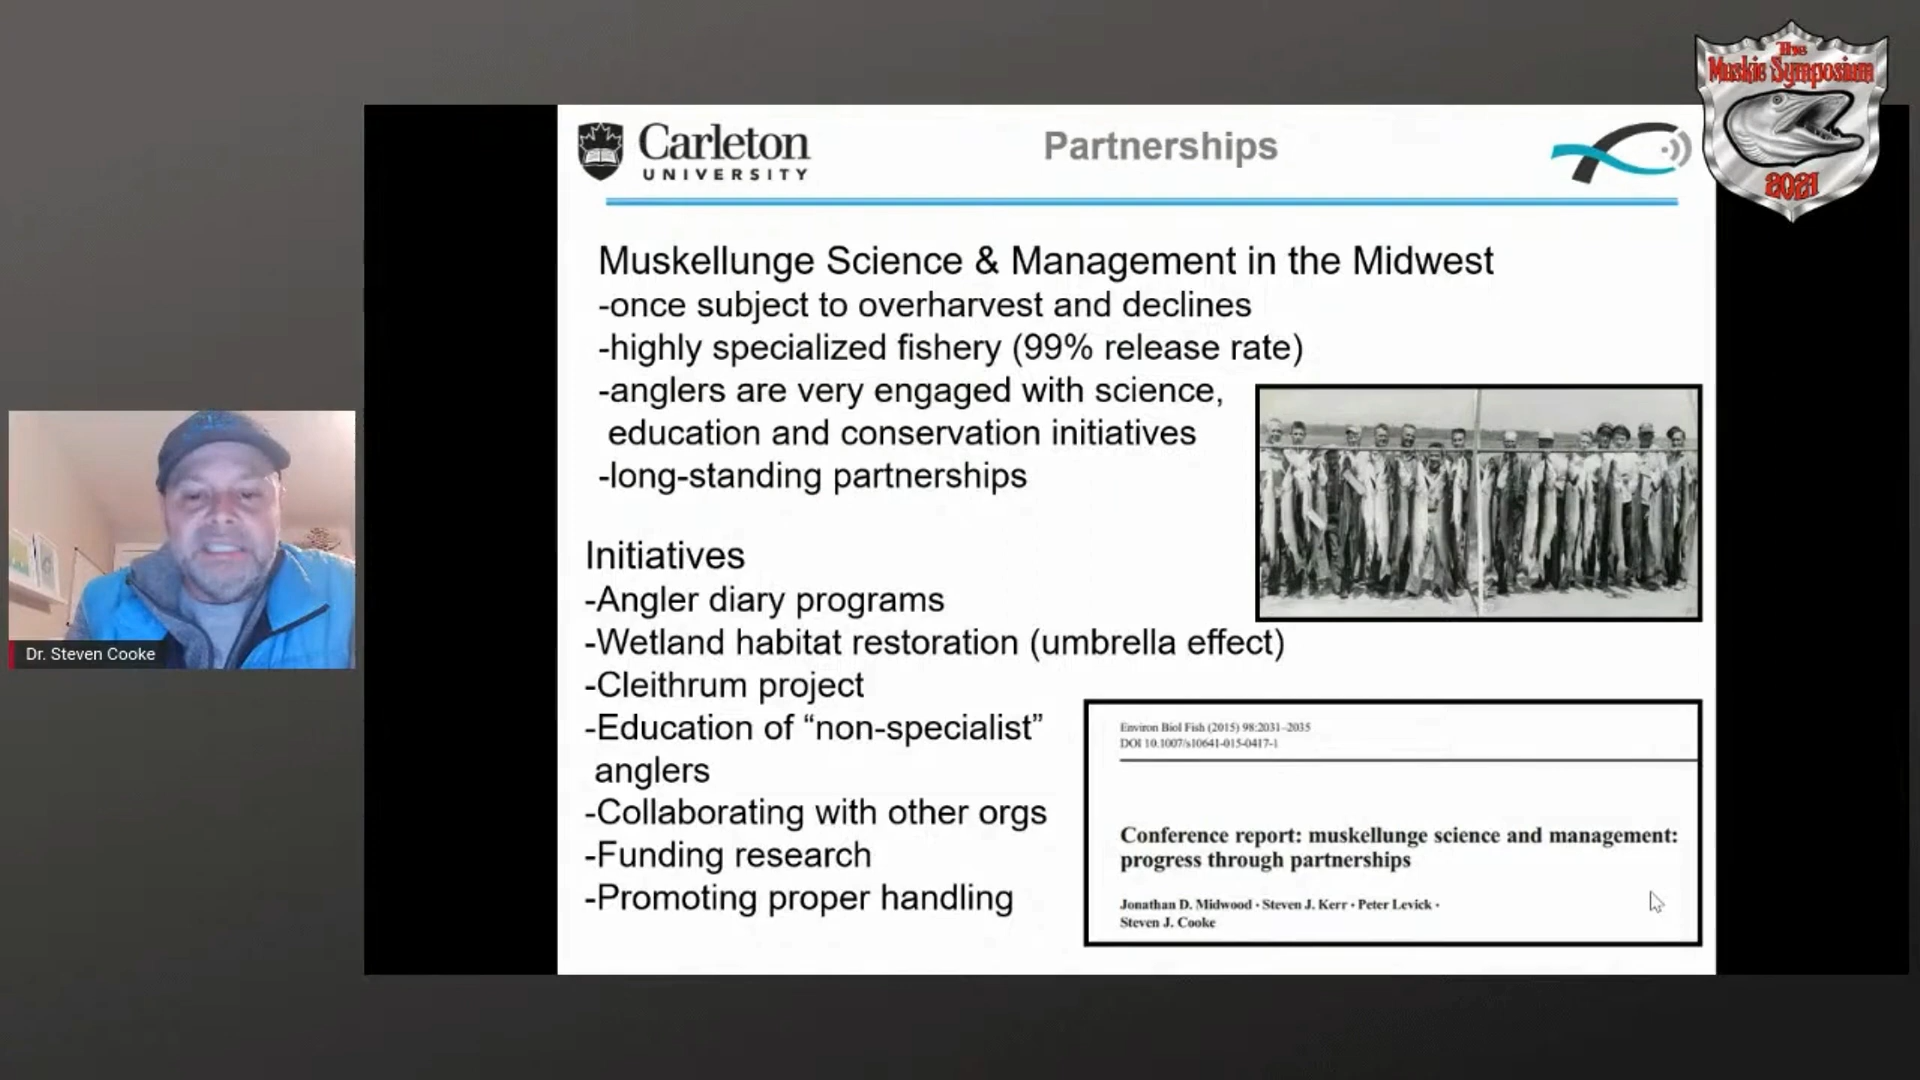 The
Muskie Symposium
2021
Carleton
UNIVERSITY
Partnerships
Muskellunge Science & Management in the Midwest
-once subject to overharvest and declines
-highly specialized fishery (99% release rate)
-anglers are very engaged with science,
education and conservation initiatives
-long-standing partnerships
Initiatives
-Angler diary programs
-Wetland habitat restoration (umbrella effect)
-Cleithrum project
-Education of “non-specialist”
anglers
-Collaborating with other orgs
-Funding research
-Promoting proper handling
Environ Biol Fish (2015) 98:2031–2035
DOI 10.1007/s10641-015-0417-1
Conference report: muskellunge science and management:
progress through partnerships
Jonathan D. Midwood · Steven J. Kerr · Peter Levick ·
Steven J. Cooke
Dr. Steven Cooke